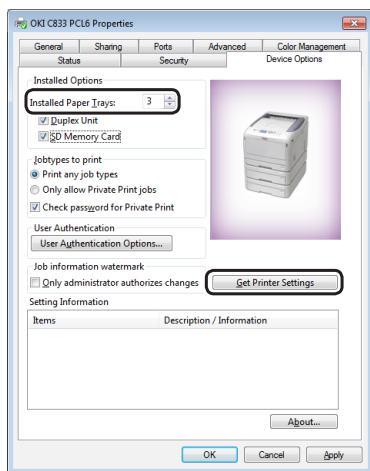 OKI C833 PCL6 Properties
General Sharing Ports Advanced Color Management
Status Security Device Options
Installed Options
Installed Paper Trays: 3
Duplex Unit
SD Memory Card
Jobtypes to print
Print any job types
Only allow Private Print jobs
Check password for Private Print
User Authentication
User Authentication Options...
Job information watermark
Only administrator authorizes changes Get Printer Settings
Setting Information
Items Description / Information
About...
OK Cancel Apply